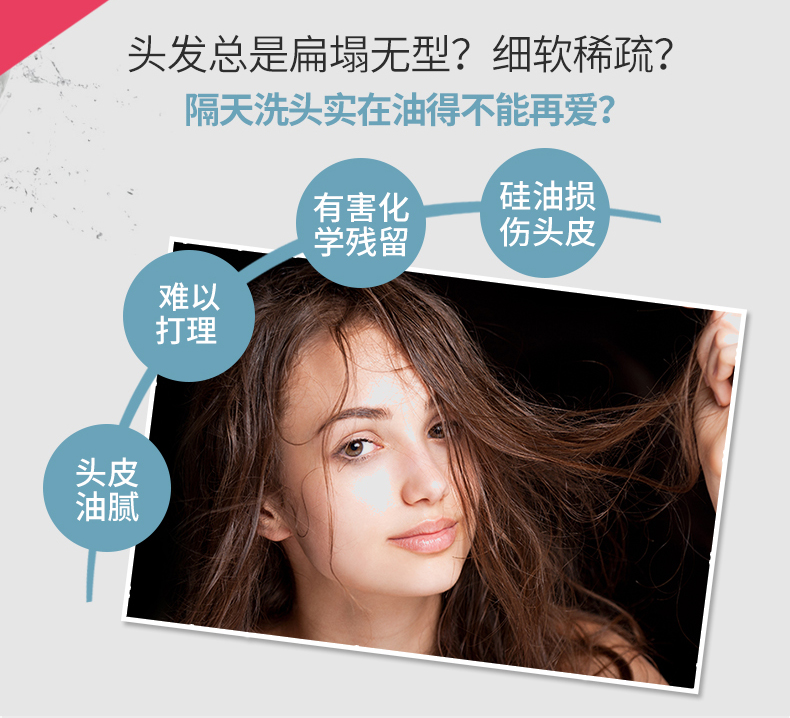 头发总是扁塌无型？细软稀疏？
隔天洗头实在油得不能再爱？
硅油损
伤头皮
有害化
学残留
难以
打理
头皮
油腻